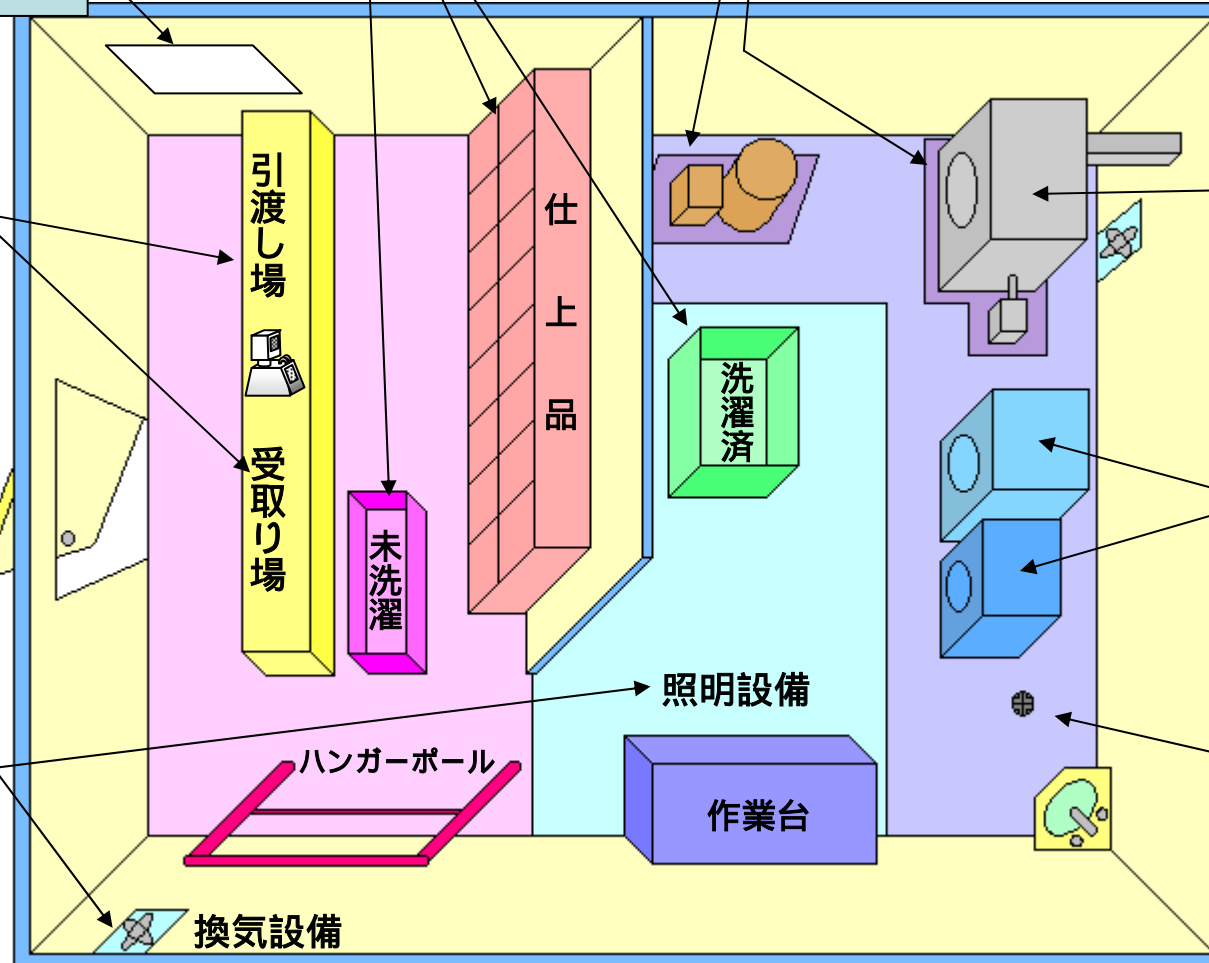 引渡し場
受取り場
未洗濯
仕上品
洗濯済
照明設備
ハンガーポール
作業台
換気設備